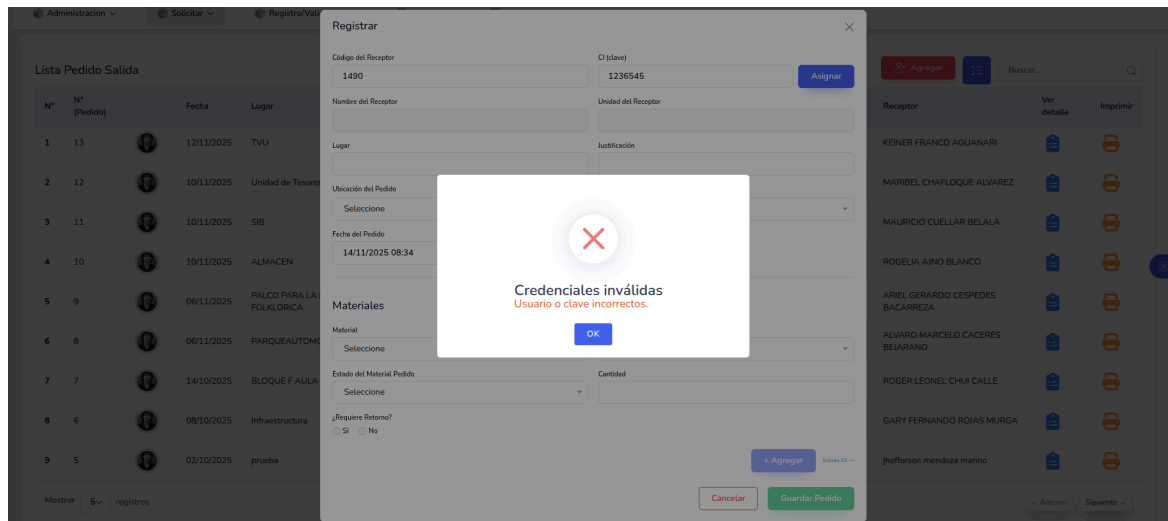 Administracion
Solicitar
Registro/Vali
Lista Pedido Salida
Agregar
Buscar...
N° N° (Pedido) Fecha Lugar Receptor Ver detalle Imprimir
1 13 12/11/2025 TVU KEINER FRANCO AGUANARI
2 12 10/11/2025 Unidad de Tesorer MARIBEL CHAFLOQUE ALVAREZ
3 11 10/11/2025 SIB MAURICIO CUELLAR BELALA
4 10 10/11/2025 ALMACEN ROGELIA AJNO BLANCO
5 9 06/11/2025 PALCO PARA LA FOLKLORICA ARIEL GERARDO CESPEDES BACARREZA
6 8 06/11/2025 PARQUEAUTOMO ALVARO MARCELO CACERES BEJARANO
7 7 14/10/2025 BLOQUE F AULA ROGER LEONEL CHUI CALLE
8 6 08/10/2025 Infraestructura GARY FERNANDO ROJAS MURGA
9 5 02/10/2025 prueba jhefferson mendoza marino
Mostrar 5 registros
← Anterior Siguiente →
Registrar
Código del Receptor CI (clave)
1490 1236545 Asignar
Nombre del Receptor Unidad del Receptor
Lugar Justificación
Ubicación del Pedido
Seleccione
Fecha del Pedido
14/11/2025 08:34
Credenciales inválidas
Usuario o clave incorrectos.
OK
Materiales
Material
Seleccione
Estado del Material Pedido Cantidad
Seleccione
¿Requiere Retorno?
Sí No
+ Agregar Estado ID: —
Cancelar Guardar Pedido